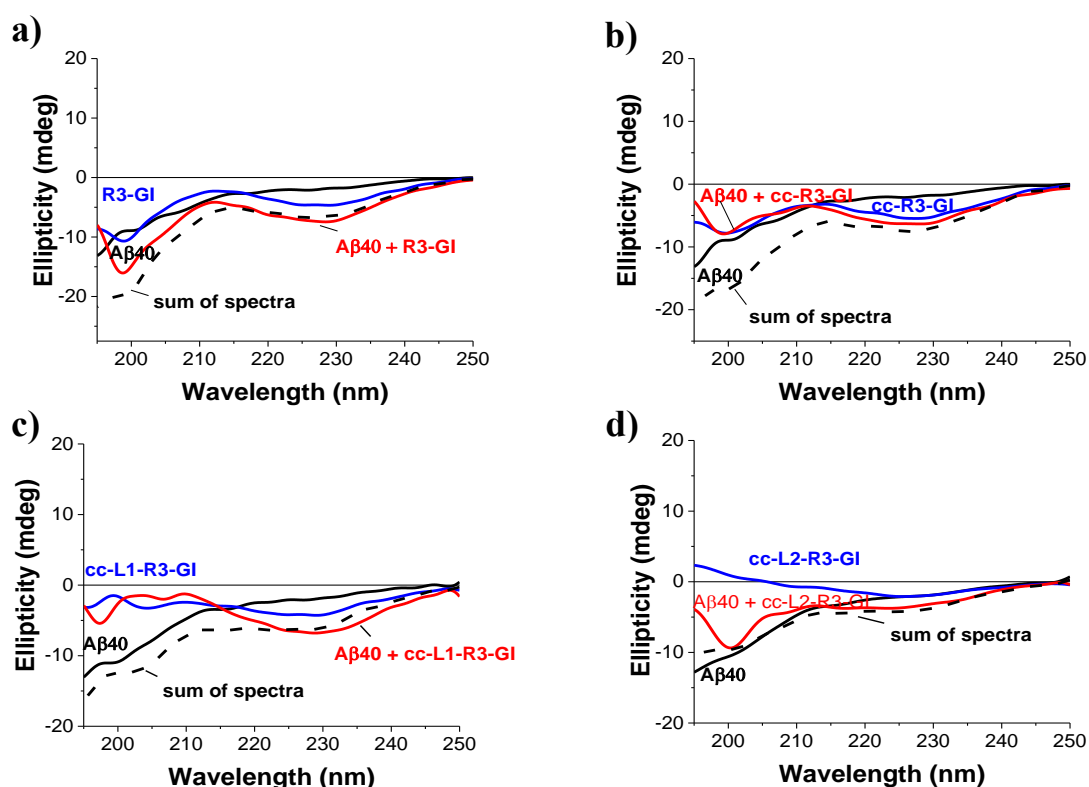 a)
20
10
0
-10
-20
Ellipticity (mdeg)
R3-GI
Aβ40
Aβ40 + R3-GI
sum of spectra
200 210 220 230 240 250
Wavelength (nm)
b)
20
10
0
-10
-20
Ellipticity (mdeg)
Aβ40 + cc-R3-GI
cc-R3-GI
Aβ40
sum of spectra
200 210 220 230 240 250
Wavelength (nm)
c)
20
10
0
-10
-20
Ellipticity (mdeg)
cc-L1-R3-GI
Aβ40
Aβ40 + cc-L1-R3-GI
sum of spectra
200 210 220 230 240 250
Wavelength (nm)
d)
20
10
0
-10
-20
Ellipticity (mdeg)
cc-L2-R3-GI
Aβ40 + cc-L2-R3-GI
sum of spectra
Aβ40
200 210 220 230 240 250
Wavelength (nm)